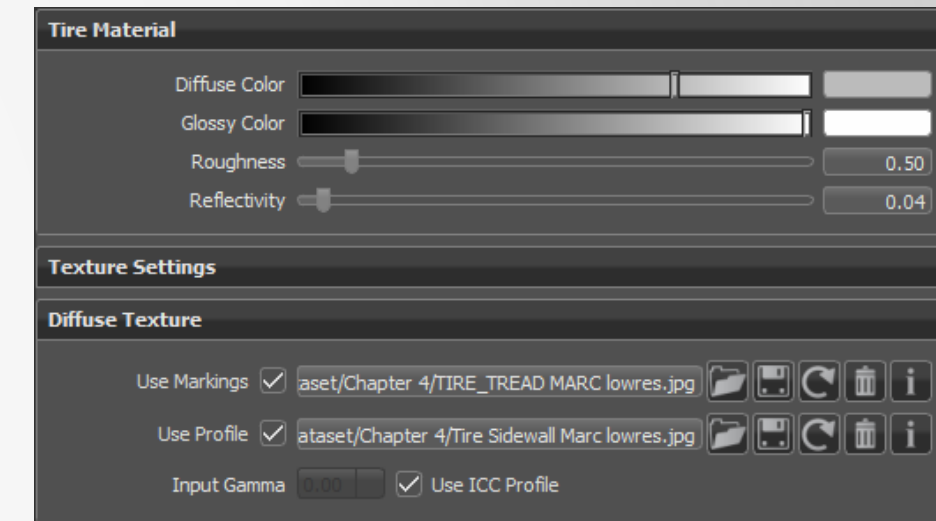 Tire Material
Diffuse Color
Glossy Color
Roughness 0.50
Reflectivity 0.04
Texture Settings
Diffuse Texture
Use Markings aset/Chapter 4/TIRE_TREAD MARC lowres.jpg i
Use Profile ataset/Chapter 4/Tire Sidewall Marc lowres.jpg i
Input Gamma 0.00 Use ICC Profile